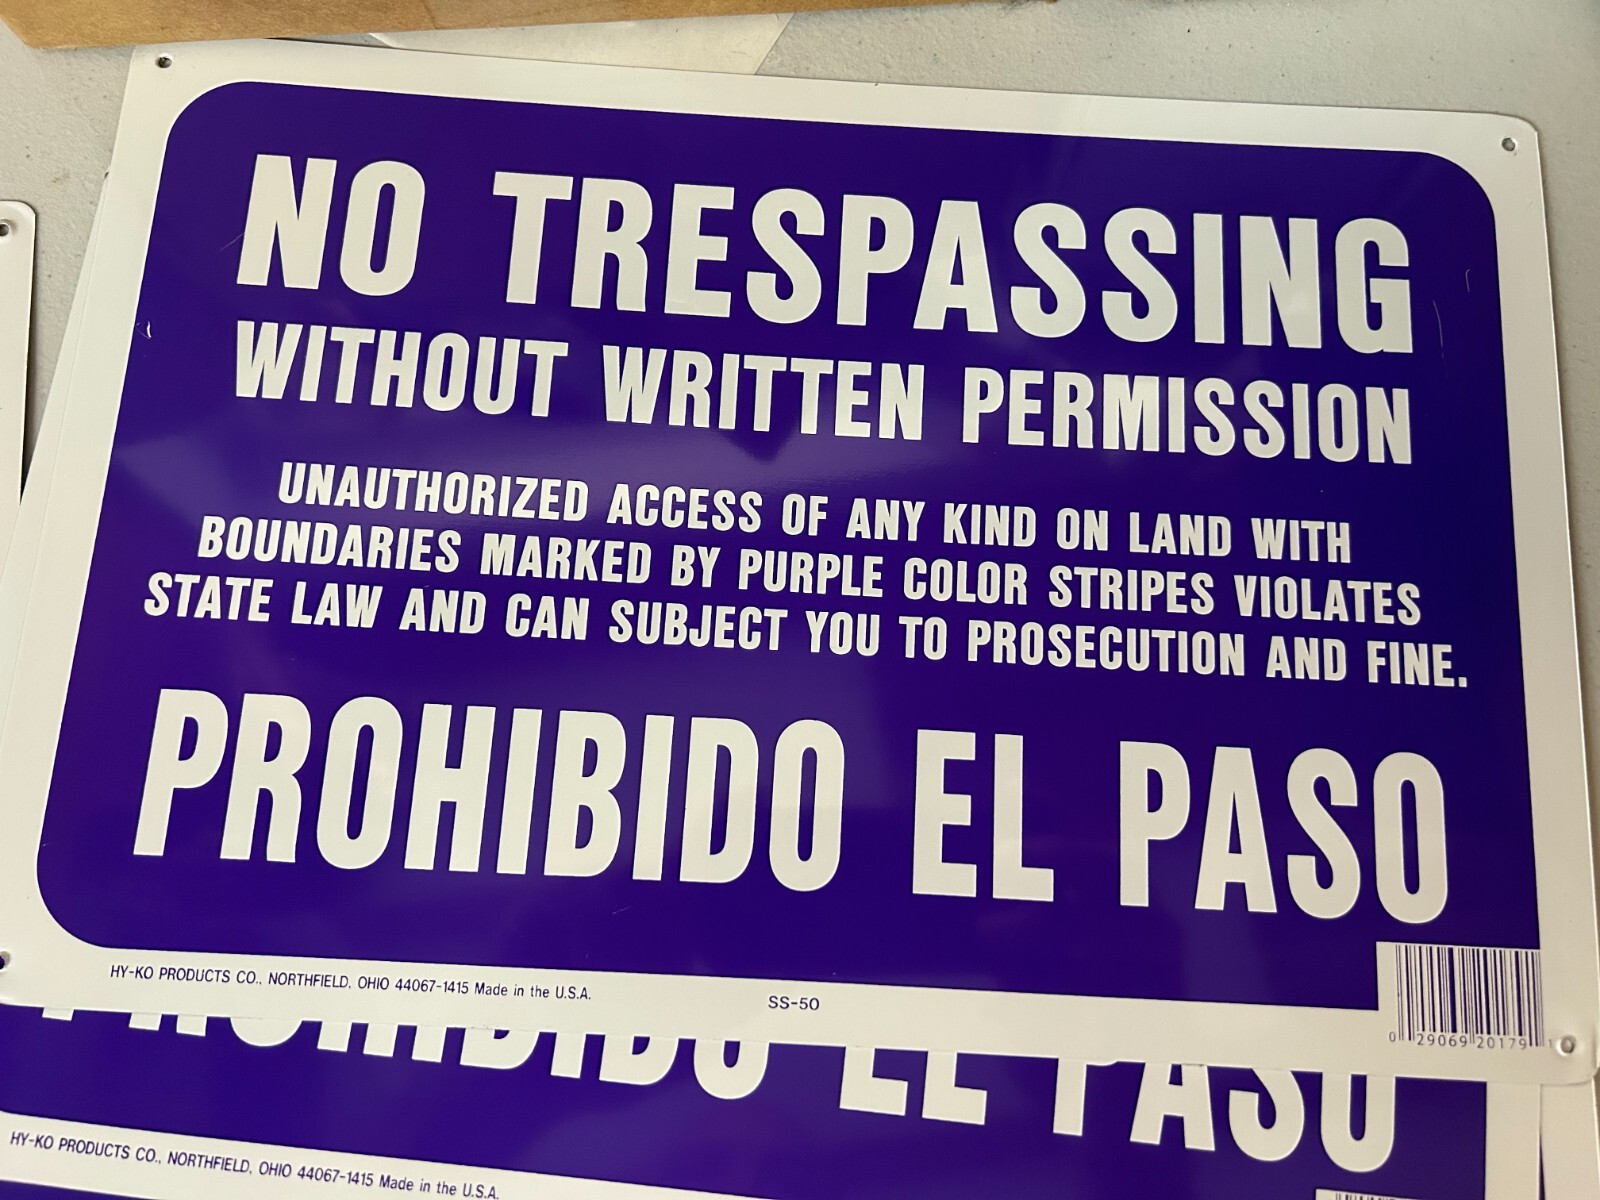 NO TRESPASSING
WITHOUT WRITTEN PERMISSION
UNAUTHORIZED ACCESS OF ANY KIND ON LAND WITH
BOUNDARIES MARKED BY PURPLE COLOR STRIPES VIOLATES
STATE LAW AND CAN SUBJECT YOU TO PROSECUTION AND FINE.
PROHIBIDO EL PASO
HY-KO PRODUCTS CO., NORTHFIELD, OHIO 44067-1415 Made in the U.S.A.
SS-50
0 29069 20179 1
PROHIBIDO EL PASO
HY-KO PRODUCTS CO., NORTHFIELD, OHIO 44067-1415 Made in the U.S.A.